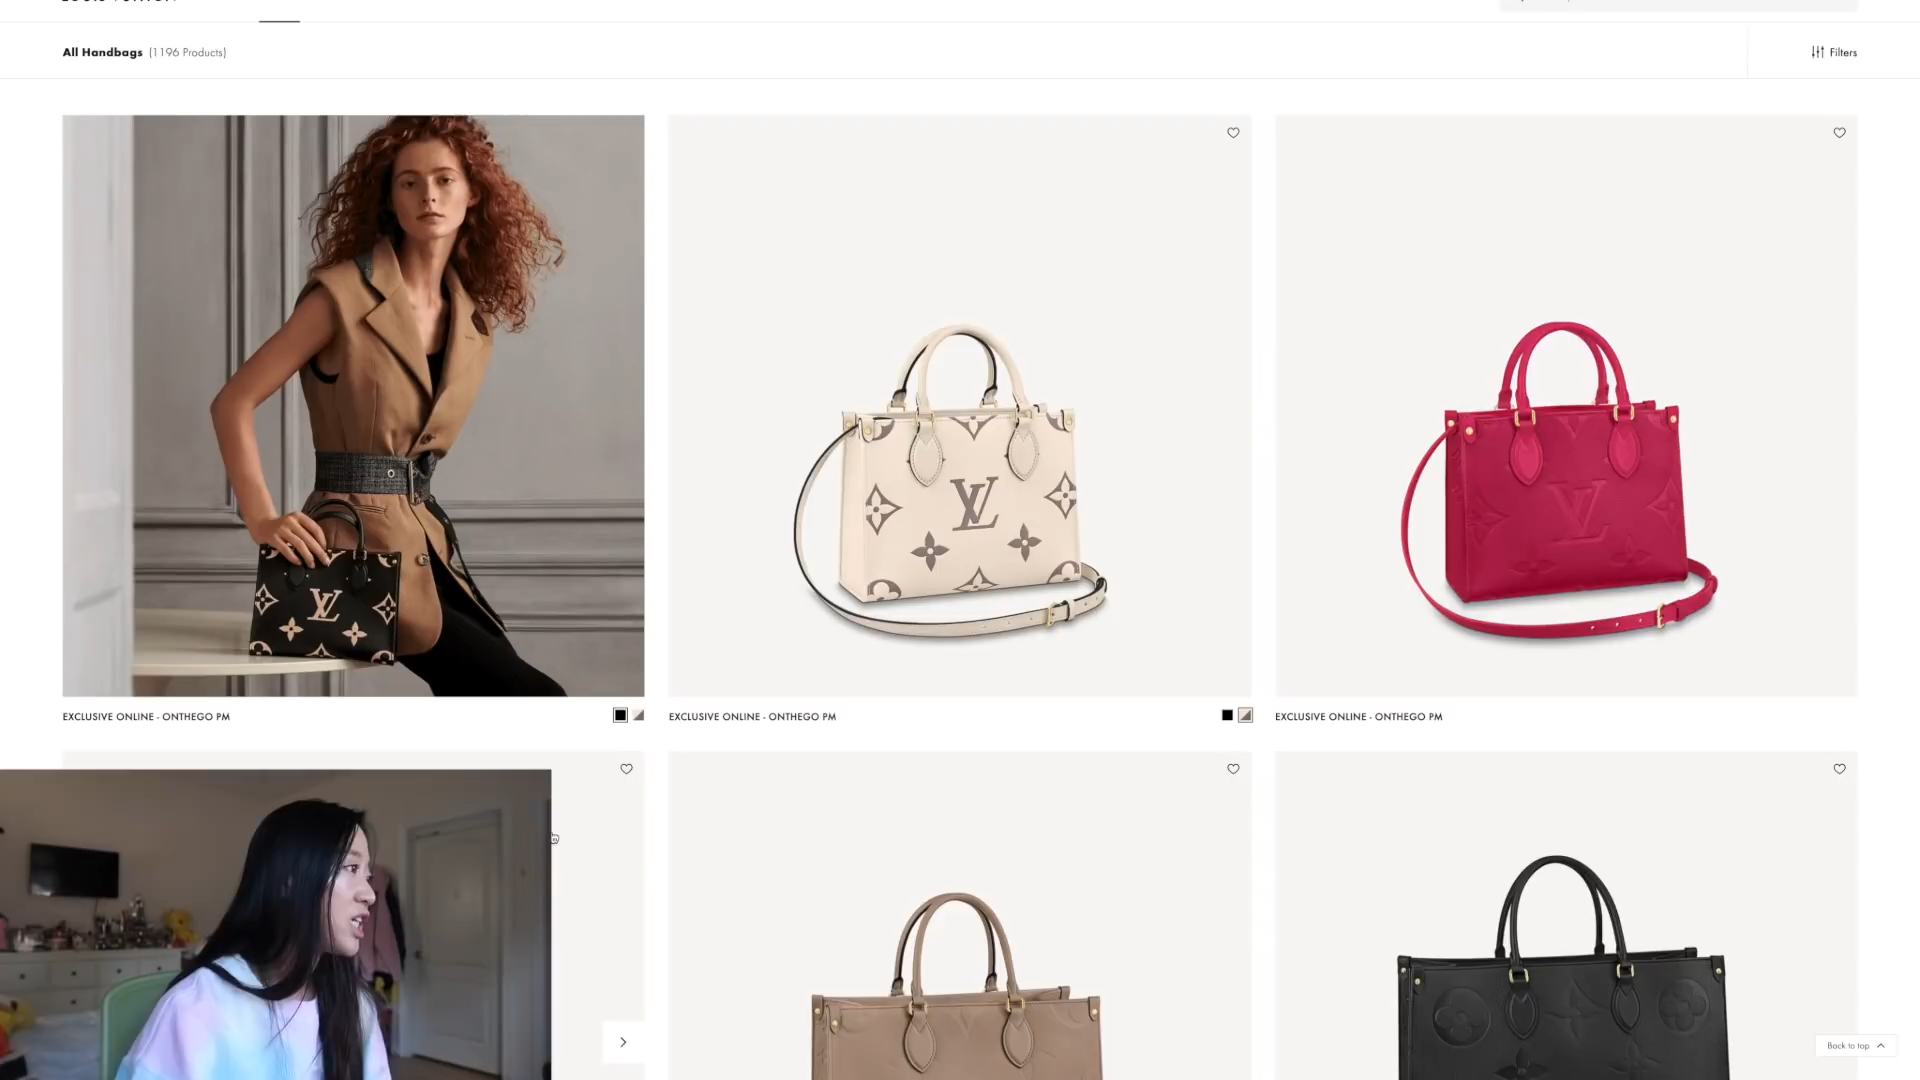 All Handbags (1196 Products)
Filters
EXCLUSIVE ONLINE - ONTHEGO PM
EXCLUSIVE ONLINE - ONTHEGO PM
EXCLUSIVE ONLINE - ONTHEGO PM
Back to top